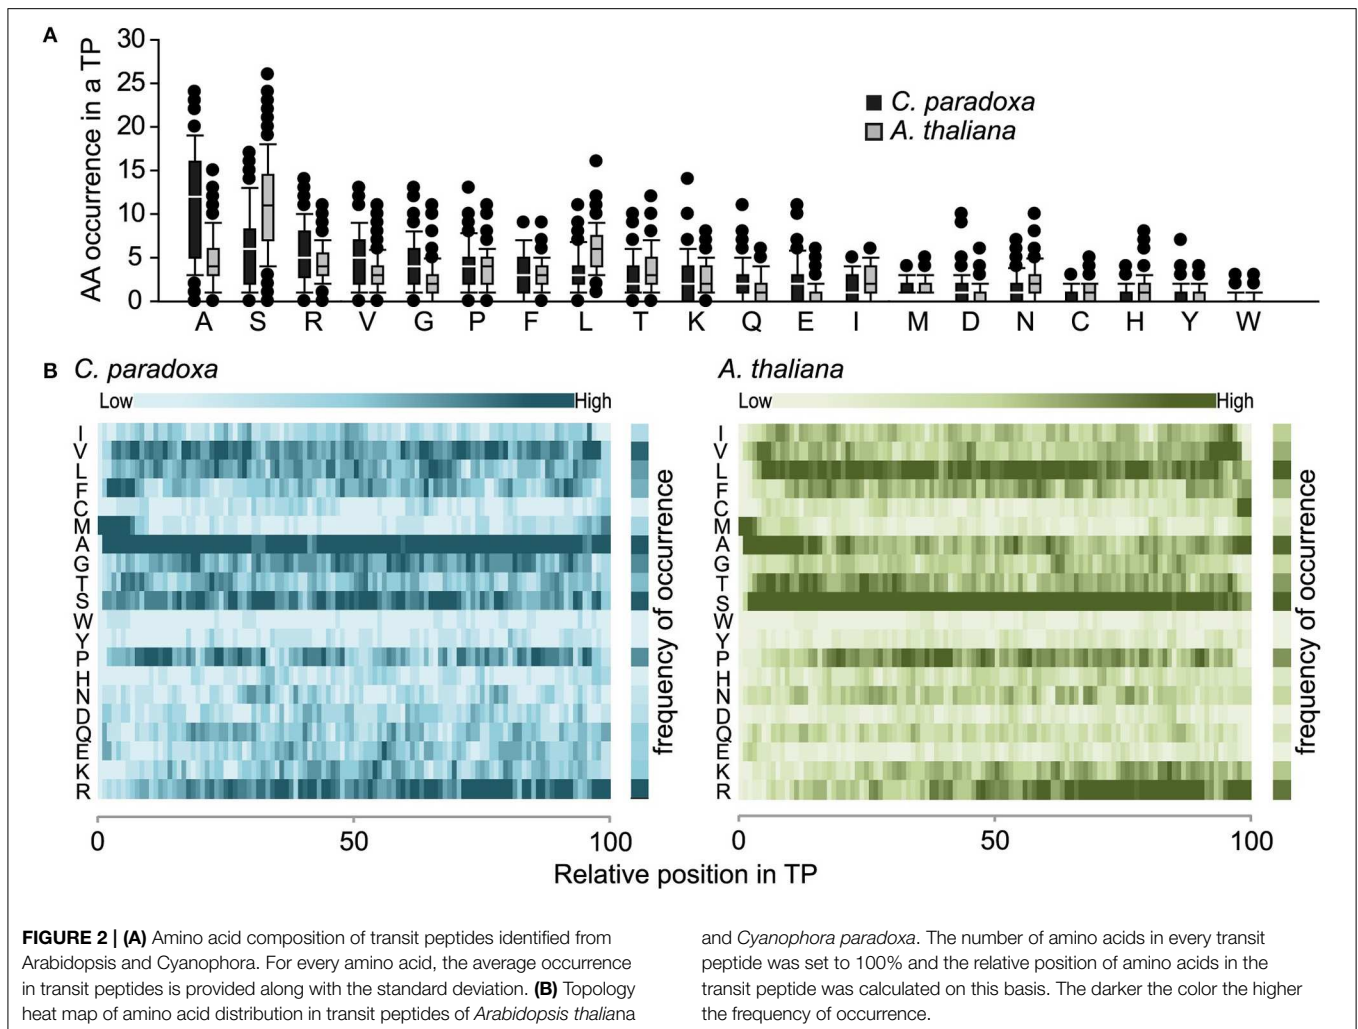 A
AA occurrence in a TP
30
25
20
15
10
5
0
C. paradoxa
A. thaliana
A S R V G P F L T K Q E I M D N C H Y W
B C. paradoxa
Low High
I
V
L
F
C
M
A
G
T
S
W
Y
P
H
N
D
Q
E
K
R
frequency of occurrence
0 50 100
A. thaliana
Low High
I
V
L
F
C
M
A
G
T
S
W
Y
P
H
N
D
Q
E
K
R
frequency of occurrence
0 50 100
Relative position in TP
FIGURE 2 | (A) Amino acid composition of transit peptides identified from
Arabidopsis and Cyanophora. For every amino acid, the average occurrence
in transit peptides is provided along with the standard deviation. (B) Topology
heat map of amino acid distribution in transit peptides of Arabidopsis thaliana
and Cyanophora paradoxa. The number of amino acids in every transit
peptide was set to 100% and the relative position of amino acids in the
transit peptide was calculated on this basis. The darker the color the higher
the frequency of occurrence.